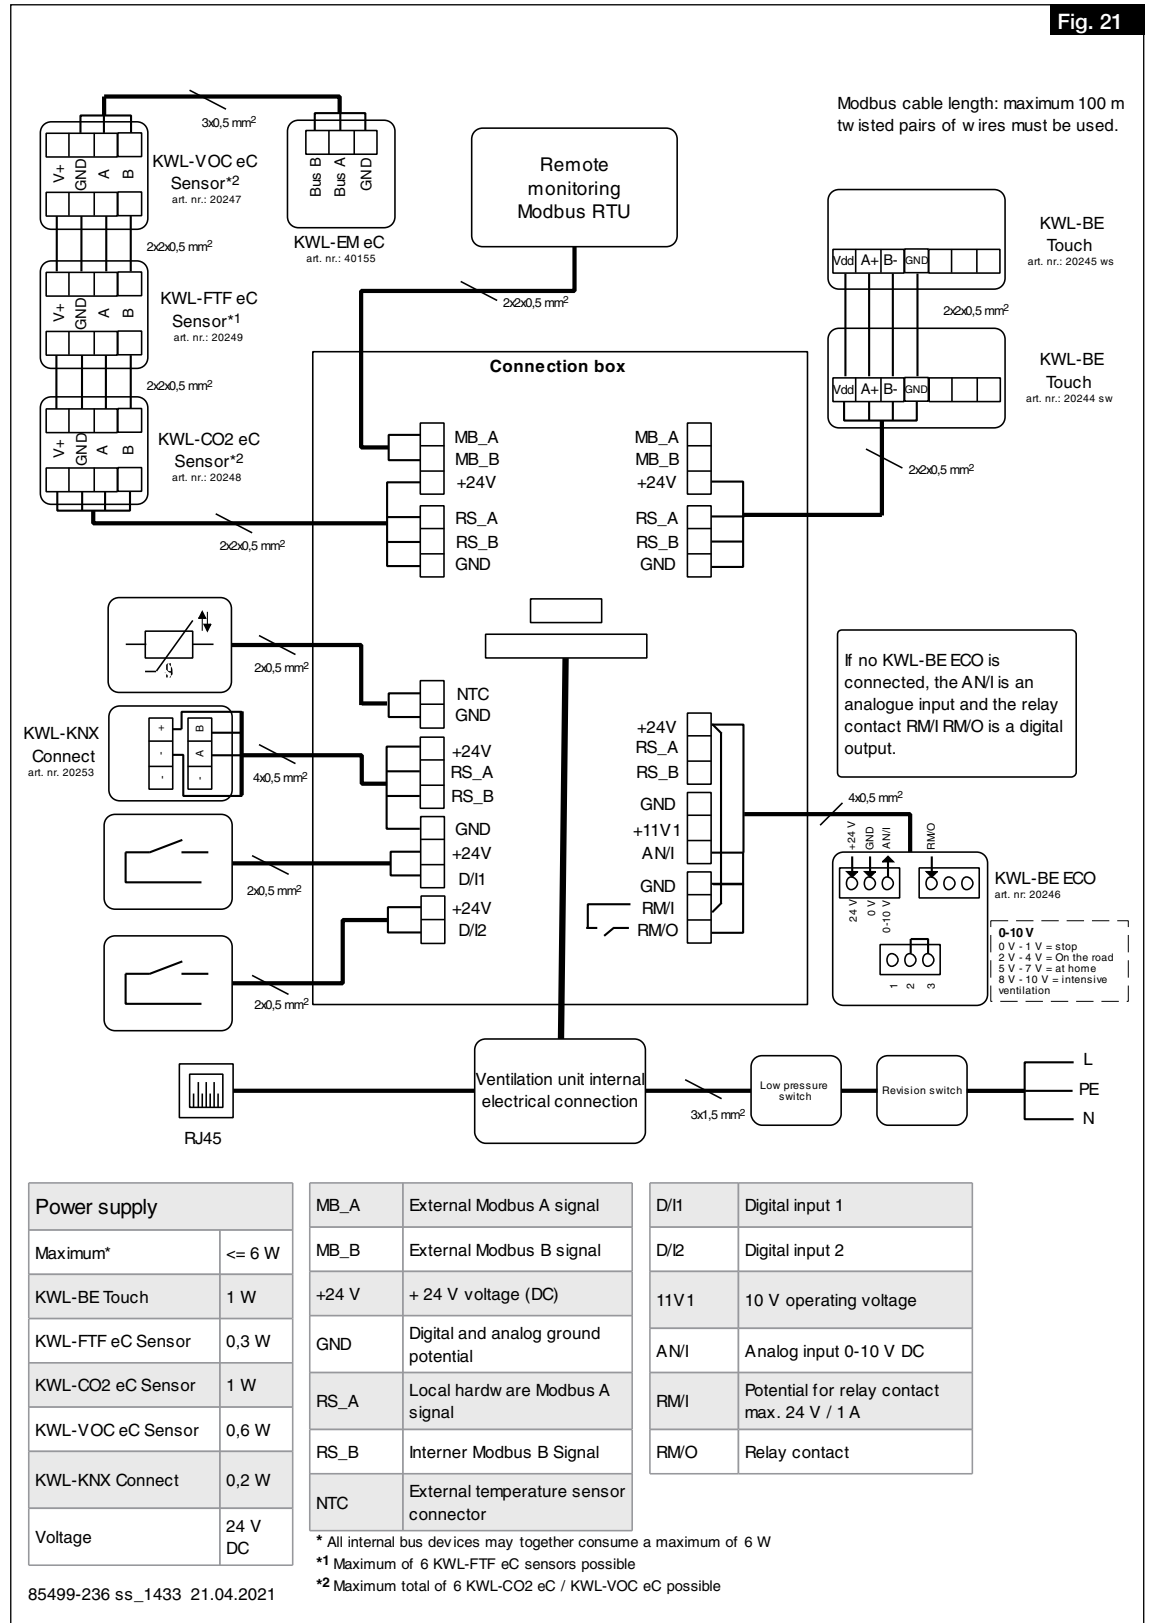 Fig. 21
Modbus cable length: maximum 100 m
twisted pairs of wires must be used.
3x0,5 mm²
V+
GND
A
B
KWL-VOC eC
Sensor*2
art. nr.: 20247
Bus B
Bus A
GND
KWL-EM eC
art. nr.: 40155
Remote
monitoring
Modbus RTU
KWL-BE
Touch
art. nr.: 20245 ws
Vdd A+ B- GND
2x2x0,5 mm²
2x2x0,5 mm²
2x2x0,5 mm²
V+
GND
A
B
KWL-FTF eC
Sensor*1
art. nr.: 20249
KWL-BE
Touch
art. nr.: 20244 sw
Vdd A+ B- GND
2x2x0,5 mm²
2x2x0,5 mm²
V+
GND
A
B
KWL-CO2 eC
Sensor*2
art. nr.: 20248
2x2x0,5 mm²
Connection box
MB_A
MB_B
+24V
RS_A
RS_B
GND
MB_A
MB_B
+24V
RS_A
RS_B
GND
2x0,5 mm²
NTC
GND
KWL-KNX
Connect
art. nr. 20253
+
-
-
B
A
-
4x0,5 mm²
+24V
RS_A
RS_B
GND
+24V
D/I1
2x0,5 mm²
+24V
D/I2
2x0,5 mm²
+24V
RS_A
RS_B
GND
+11V1
AN/I
GND
RM/I
RM/O
If no KWL-BE ECO is
connected, the AN/I is an
analogue input and the relay
contact RM/I RM/O is a digital
output.
4x0,5 mm²
+24 V
GND
AN/I
RM/O
24 V
0 V
0-10 V
1
2
3
KWL-BE ECO
art. nr: 20246
0-10 V
0 V - 1 V = stop
2 V - 4 V = On the road
5 V - 7 V = at home
8 V - 10 V = intensive
ventilation
RJ45
Ventilation unit internal
electrical connection
3x1,5 mm²
Low pressure
switch
Revision switch
L
PE
N
Power supply
Maximum* <= 6 W
KWL-BE Touch 1 W
KWL-FTF eC Sensor 0,3 W
KWL-CO2 eC Sensor 1 W
KWL-VOC eC Sensor 0,6 W
KWL-KNX Connect 0,2 W
Voltage 24 V
DC
MB_A External Modbus A signal
MB_B External Modbus B signal
+24 V + 24 V voltage (DC)
GND Digital and analog ground
potential
RS_A Local hardware Modbus A
signal
RS_B Interner Modbus B Signal
NTC External temperature sensor
connector
D/I1 Digital input 1
D/I2 Digital input 2
11V1 10 V operating voltage
AN/I Analog input 0-10 V DC
RM/I Potential for relay contact
max. 24 V / 1 A
RM/O Relay contact
* All internal bus devices may together consume a maximum of 6 W
*1 Maximum of 6 KWL-FTF eC sensors possible
*2 Maximum total of 6 KWL-CO2 eC / KWL-VOC eC possible
85499-236 ss_1433 21.04.2021